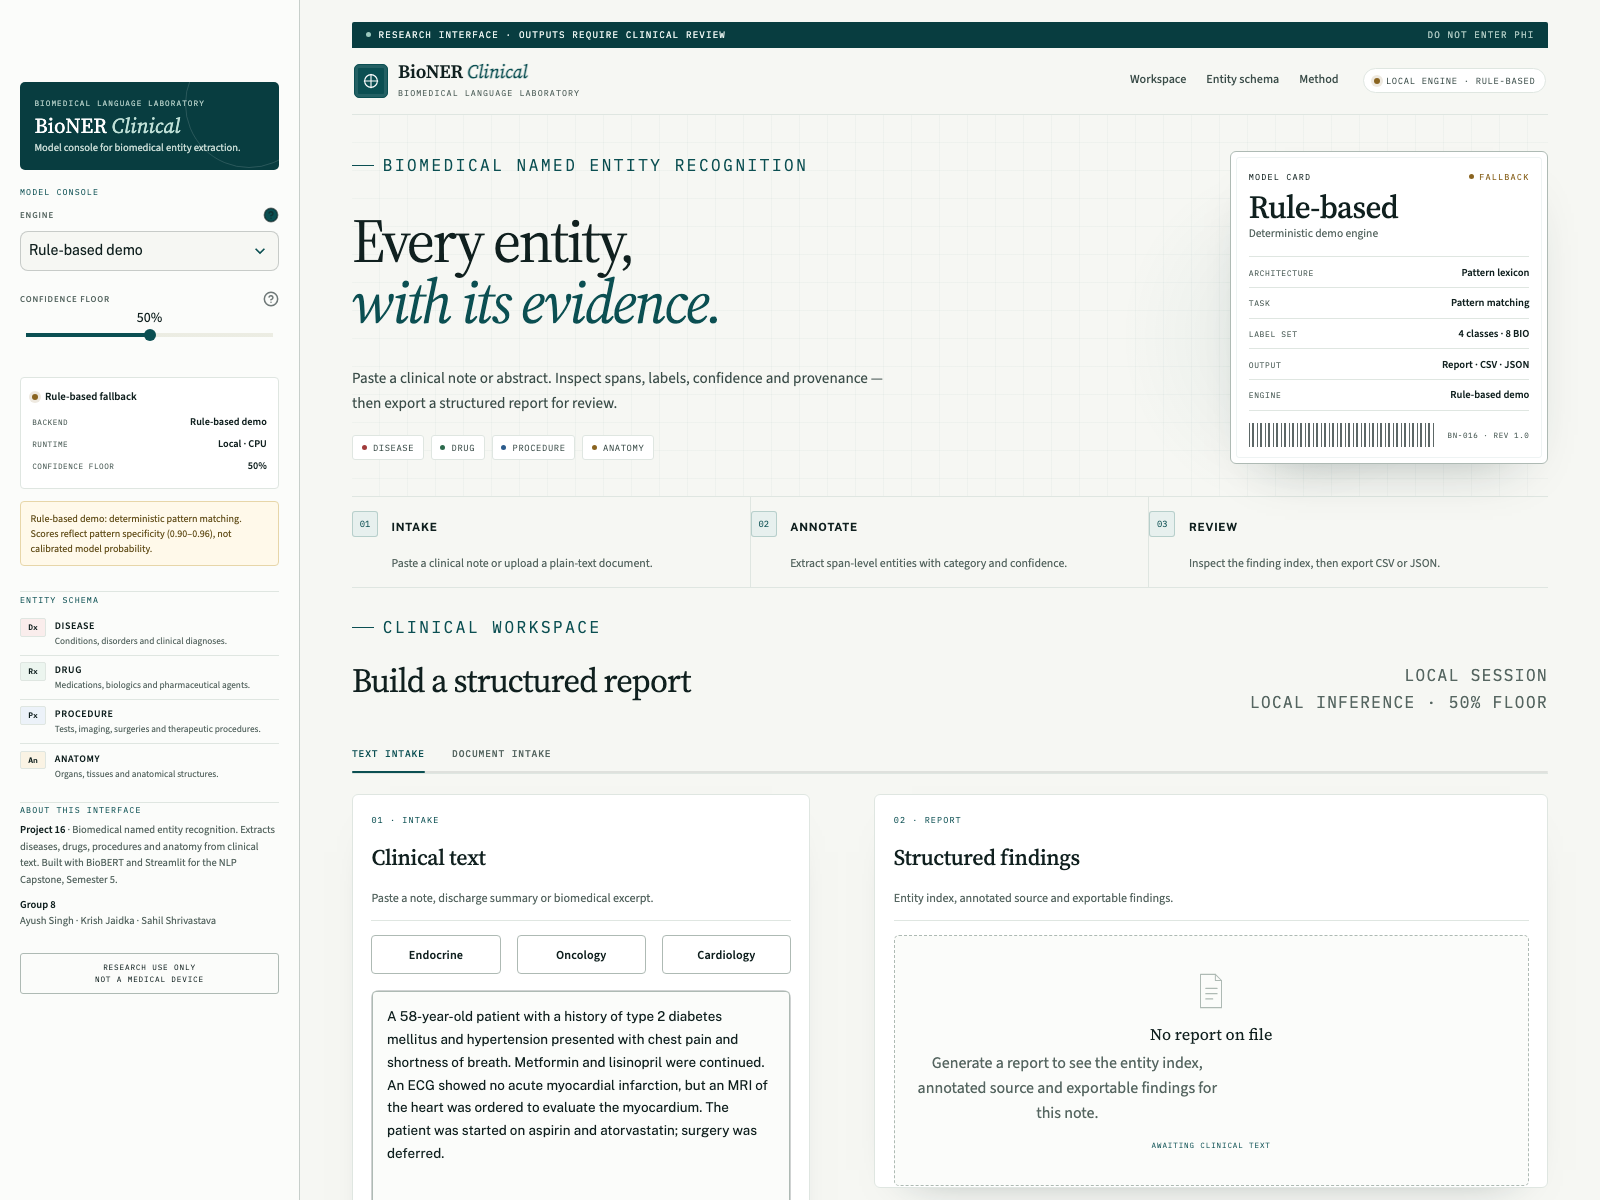 BIOMEDICAL LANGUAGE LABORATORY
BioNER Clinical
Model console for biomedical entity extraction.
MODEL CONSOLE
ENGINE
Rule-based demo
CONFIDENCE FLOOR
50%
Rule-based fallback
BACKEND Rule-based demo
RUNTIME Local · CPU
CONFIDENCE FLOOR 50%
Rule-based demo: deterministic pattern matching.
Scores reflect pattern specificity (0.90–0.96), not
calibrated model probability.
ENTITY SCHEMA
Dx DISEASE
Conditions, disorders and clinical diagnoses.
Rx DRUG
Medications, biologics and pharmaceutical agents.
Px PROCEDURE
Tests, imaging, surgeries and therapeutic procedures.
An ANATOMY
Organs, tissues and anatomical structures.
ABOUT THIS INTERFACE
Project 16 · Biomedical named entity recognition. Extracts
diseases, drugs, procedures and anatomy from clinical
text. Built with BioBERT and Streamlit for the NLP
Capstone, Semester 5.
Group 8
Ayush Singh · Krish Jaidka · Sahil Shrivastava
RESEARCH USE ONLY
NOT A MEDICAL DEVICE
RESEARCH INTERFACE · OUTPUTS REQUIRE CLINICAL REVIEW DO NOT ENTER PHI
BioNER Clinical
BIOMEDICAL LANGUAGE LABORATORY
Workspace Entity schema Method LOCAL ENGINE · RULE-BASED
BIOMEDICAL NAMED ENTITY RECOGNITION
Every entity,
with its evidence.
Paste a clinical note or abstract. Inspect spans, labels, confidence and provenance —
then export a structured report for review.
DISEASE DRUG PROCEDURE ANATOMY
MODEL CARD FALLBACK
Rule-based
Deterministic demo engine
ARCHITECTURE Pattern lexicon
TASK Pattern matching
LABEL SET 4 classes · 8 BIO
OUTPUT Report · CSV · JSON
ENGINE Rule-based demo
BN-016 · REV 1.0
01 INTAKE
Paste a clinical note or upload a plain-text document.
02 ANNOTATE
Extract span-level entities with category and confidence.
03 REVIEW
Inspect the finding index, then export CSV or JSON.
CLINICAL WORKSPACE
Build a structured report
LOCAL SESSION
LOCAL INFERENCE · 50% FLOOR
TEXT INTAKE DOCUMENT INTAKE
01 · INTAKE
Clinical text
Paste a note, discharge summary or biomedical excerpt.
Endocrine Oncology Cardiology
A 58-year-old patient with a history of type 2 diabetes
mellitus and hypertension presented with chest pain and
shortness of breath. Metformin and lisinopril were continued.
An ECG showed no acute myocardial infarction, but an MRI of
the heart was ordered to evaluate the myocardium. The
patient was started on aspirin and atorvastatin; surgery was
deferred.
02 · REPORT
Structured findings
Entity index, annotated source and exportable findings.
No report on file
Generate a report to see the entity index,
annotated source and exportable findings for
this note.
AWAITING CLINICAL TEXT